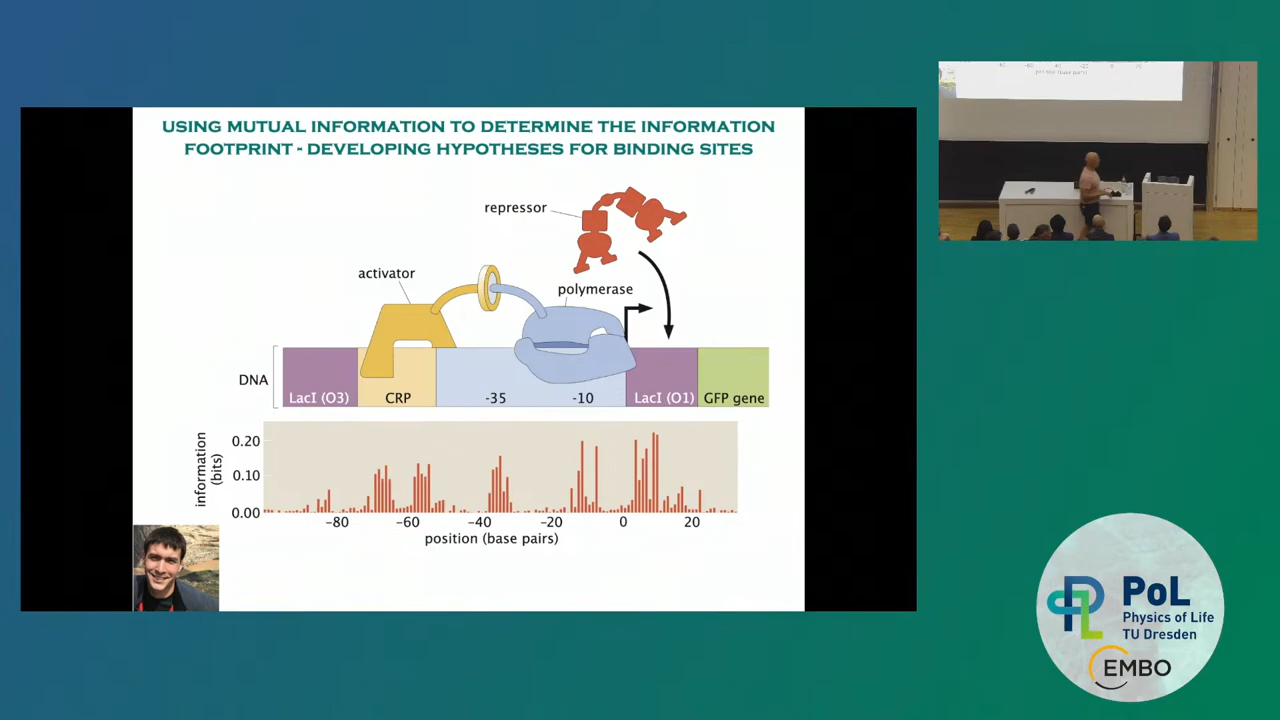 USING MUTUAL INFORMATION TO DETERMINE THE INFORMATION
FOOTPRINT - DEVELOPING HYPOTHESES FOR BINDING SITES
repressor
activator
polymerase
DNA
LacI (O3)
CRP
-35
-10
LacI (O1)
GFP gene
information
(bits)
0.20
0.10
0.00
−80
−60
−40
−20
0
20
position (base pairs)
PoL
Physics of Life
TU Dresden
EMBO